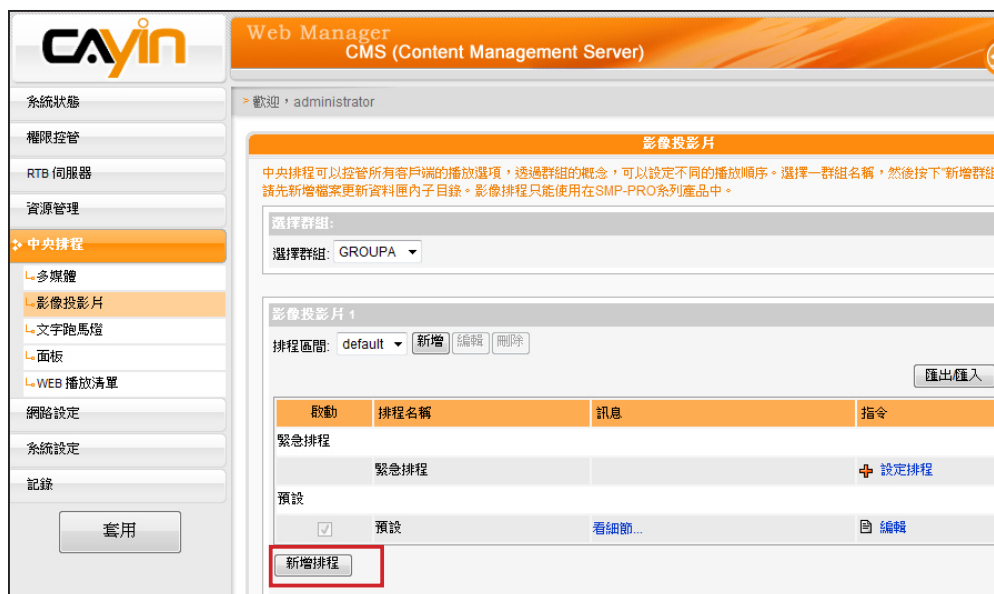 CAYIN
Web Manager
CMS (Content Management Server)
系統狀態
權限控管
RTB 伺服器
資源管理
中央排程
多媒體
影像投影片
文字跑馬燈
面板
WEB 播放清單
網路設定
系統設定
記錄
套用
> 歡迎,administrator
影像投影片
中央排程可以控管所有客戶端的播放選項,透過群組的概念,可以設定不同的播放順序。選擇一群組名稱,然後按下"新增群組
請先新增檔案更新資料匣內子目錄。影像排程只能使用在SMP-PRO系列產品中。
選擇群組:
選擇群組: GROUPA
影像投影片 1
排程區間: default 新增 編輯 刪除
匯出/匯入
啟動 排程名稱 訊息 指令
緊急排程
緊急排程 設定排程
預設
預設 看細節... 編輯
新增排程